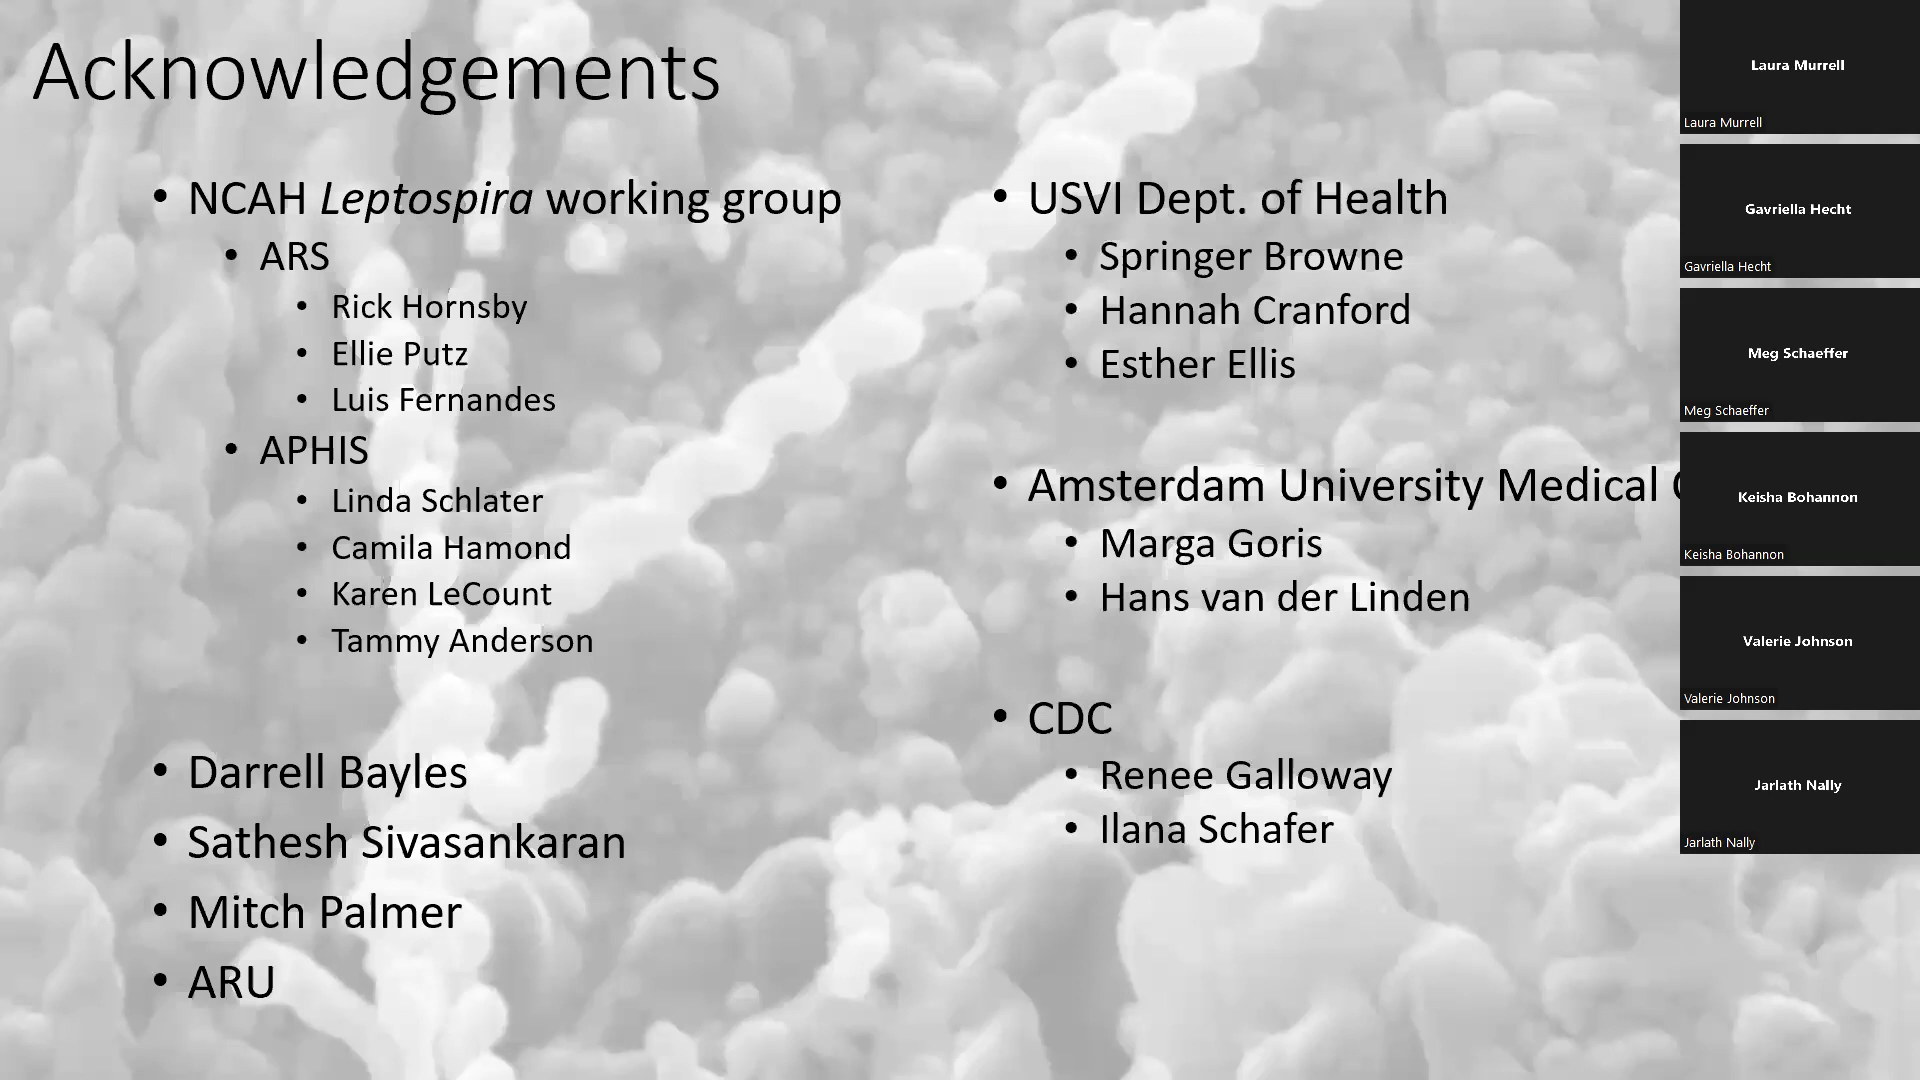 Acknowledgements
• NCAH Leptospira working group
• ARS
• Rick Hornsby
• Ellie Putz
• Luis Fernandes
• APHIS
• Linda Schlater
• Camila Hamond
• Karen LeCount
• Tammy Anderson
• Darrell Bayles
• Sathesh Sivasankaran
• Mitch Palmer
• ARU
• USVI Dept. of Health
• Springer Browne
• Hannah Cranford
• Esther Ellis
• Amsterdam University Medical
• Marga Goris
• Hans van der Linden
• CDC
• Renee Galloway
• Ilana Schafer
Laura Murrell
Laura Murrell
Gavriella Hecht
Gavriella Hecht
Meg Schaeffer
Meg Schaeffer
Keisha Bohannon
Keisha Bohannon
Valerie Johnson
Valerie Johnson
Jarlath Nally
Jarlath Nally